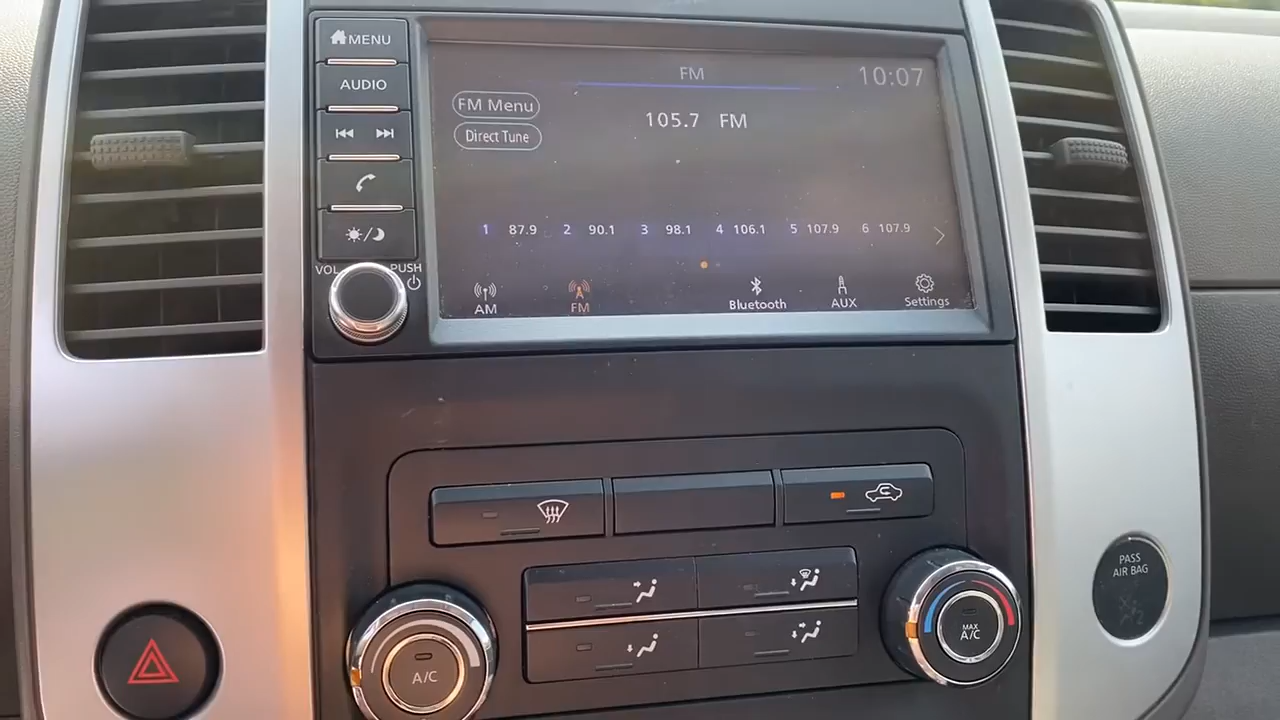 MENU
AUDIO
VOL
PUSH
FM
10:07
FM Menu
Direct Tune
105.7 FM
1 87.9 2 90.1 3 98.1 4 106.1 5 107.9 6 107.9
AM
FM
Bluetooth
AUX
Settings
A/C
MAX
A/C
PASS
AIR BAG